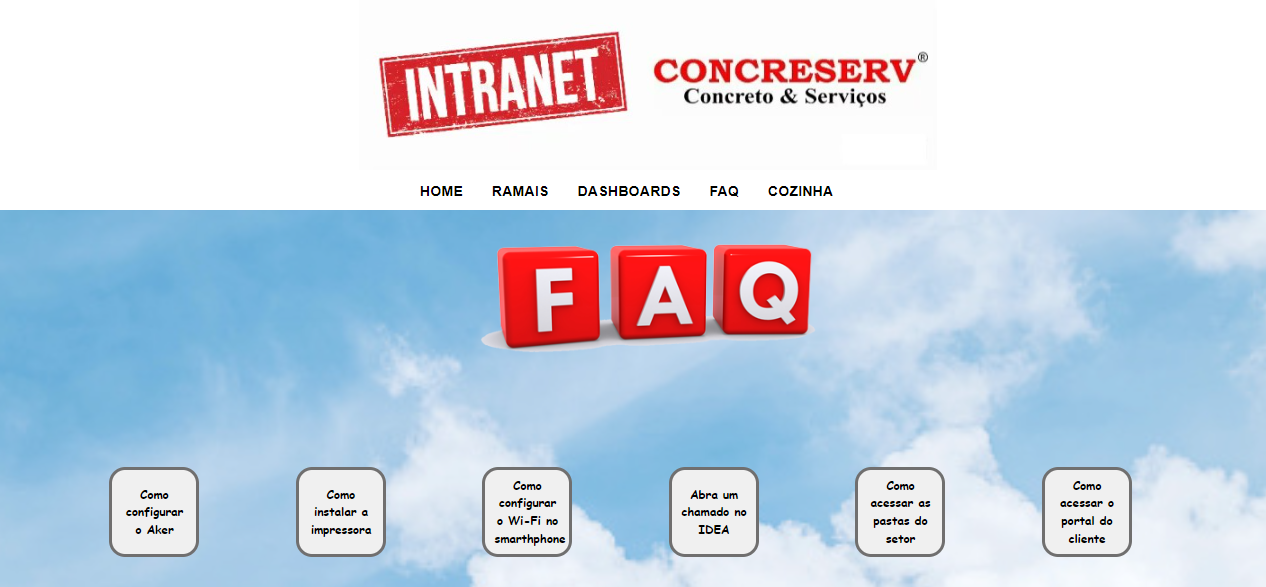 INTRANET
CONCRESERV®
Concreto & Serviços
HOME RAMAIS DASHBOARDS FAQ COZINHA
FAQ
Como
configurar
o Aker
Como
instalar a
impressora
Como
configurar
o Wi-Fi no
smarthphone
Abra um
chamado no
IDEA
Como
acessar as
pastas do
setor
Como
acessar o
portal do
cliente